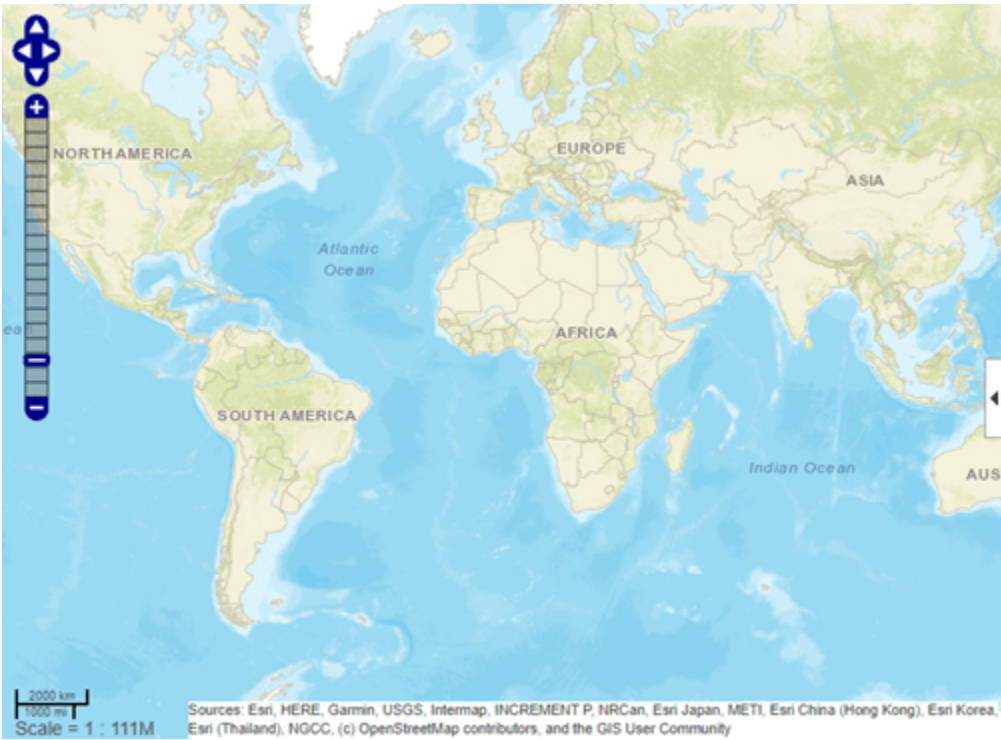 NORTH AMERICA
EUROPE
ASIA
Atlantic
Ocean
ean
AFRICA
SOUTH AMERICA
Indian Ocean
AUS
2000 km
1000 mi
Scale = 1 : 111M
Sources: Esri, HERE, Garmin, USGS, Intermap, INCREMENT P, NRCan, Esri Japan, METI, Esri China (Hong Kong), Esri Korea,
Esri (Thailand), NGCC, (c) OpenStreetMap contributors, and the GIS User Community